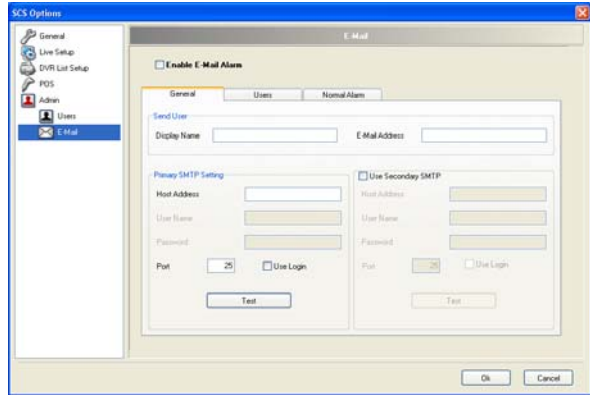 SCS Options
General
Live Setup
DVR List Setup
POS
Admin
Users
E-Mail
E-Mail
Enable E-Mail Alarm
General Users Normal Alarm
Send User
Display Name E-Mail Address
Primary SMTP Setting Use Secondary SMTP
Host Address Host Address
User Name User Name
Password Password
Port 25 Use Login Port 25 Use Login
Test Test
Ok Cancel